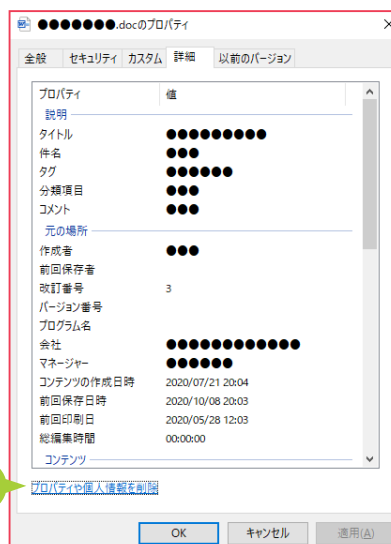 ●●●●●●●.docのプロパティ
全般 セキュリティ カスタム 詳細 以前のバージョン
プロパティ 値
説明
タイトル ●●●●●●●●●
件名 ●●●
タグ ●●●●●●
分類項目 ●●●
コメント ●●●
元の場所
作成者 ●●●
前回保存者
改訂番号 3
バージョン番号
プログラム名
会社 ●●●●●●●●●●●●
マネージャー ●●●●●●
コンテンツの作成日時 2020/07/21 20:04
前回保存日時 2020/10/08 20:03
前回印刷日 2020/05/28 12:03
総編集時間 00:00:00
コンテンツ
プロパティや個人情報を削除
OK キャンセル 適用(A)